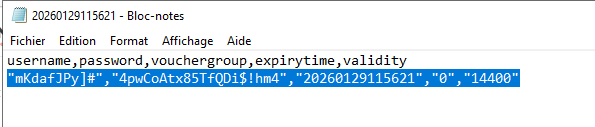 20260129115621 - Bloc-notes
Fichier Edition Format Affichage Aide
username,password,vouchergroup,expirytime,validity
"mKdafJPy]#","4pwCoAtx85TfQDi$!hm4","20260129115621","0","14400"